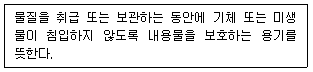 물질을 취급 또는 보관하는 동안에 기체 또는 미생
물이 침입하지 않도록 내용물을 보호하는 용기를
뜻한다.